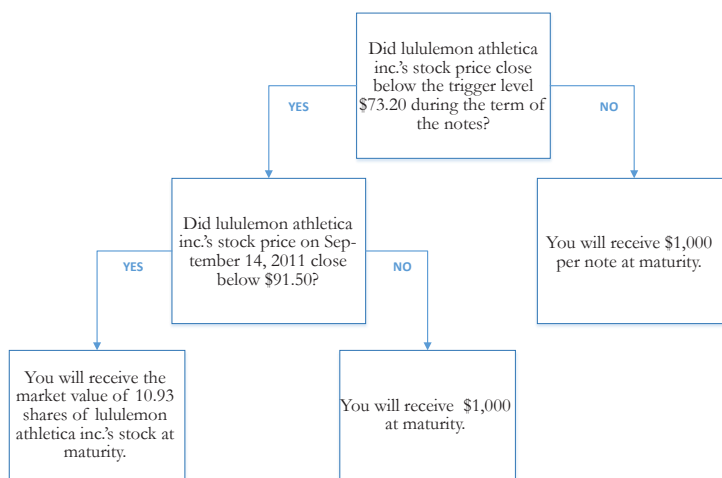 Did lululemon athletica
inc.'s stock price close
below the trigger level
$73.20 during the term of
the notes?
YES
NO
Did lululemon athletica
inc.'s stock price on Sep-
tember 14, 2011 close
below $91.50?
You will receive $1,000
per note at maturity.
YES
NO
You will receive the
market value of 10.93
shares of lululemon
athletica inc.'s stock at
maturity.
You will receive $1,000
at maturity.